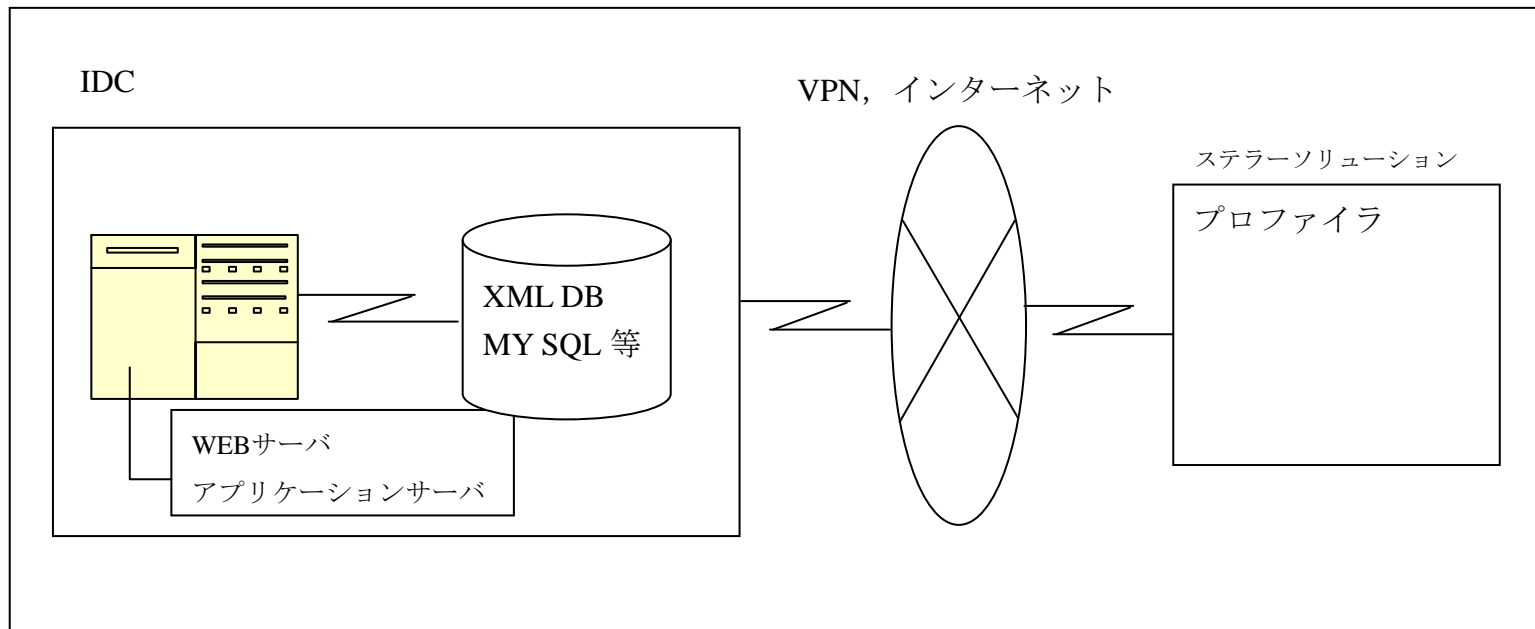 IDC
VPN，インターネット
ステラーソリューション
プロファイラ
XML DB
MY SQL 等
WEBサーバ
アプリケーションサーバ